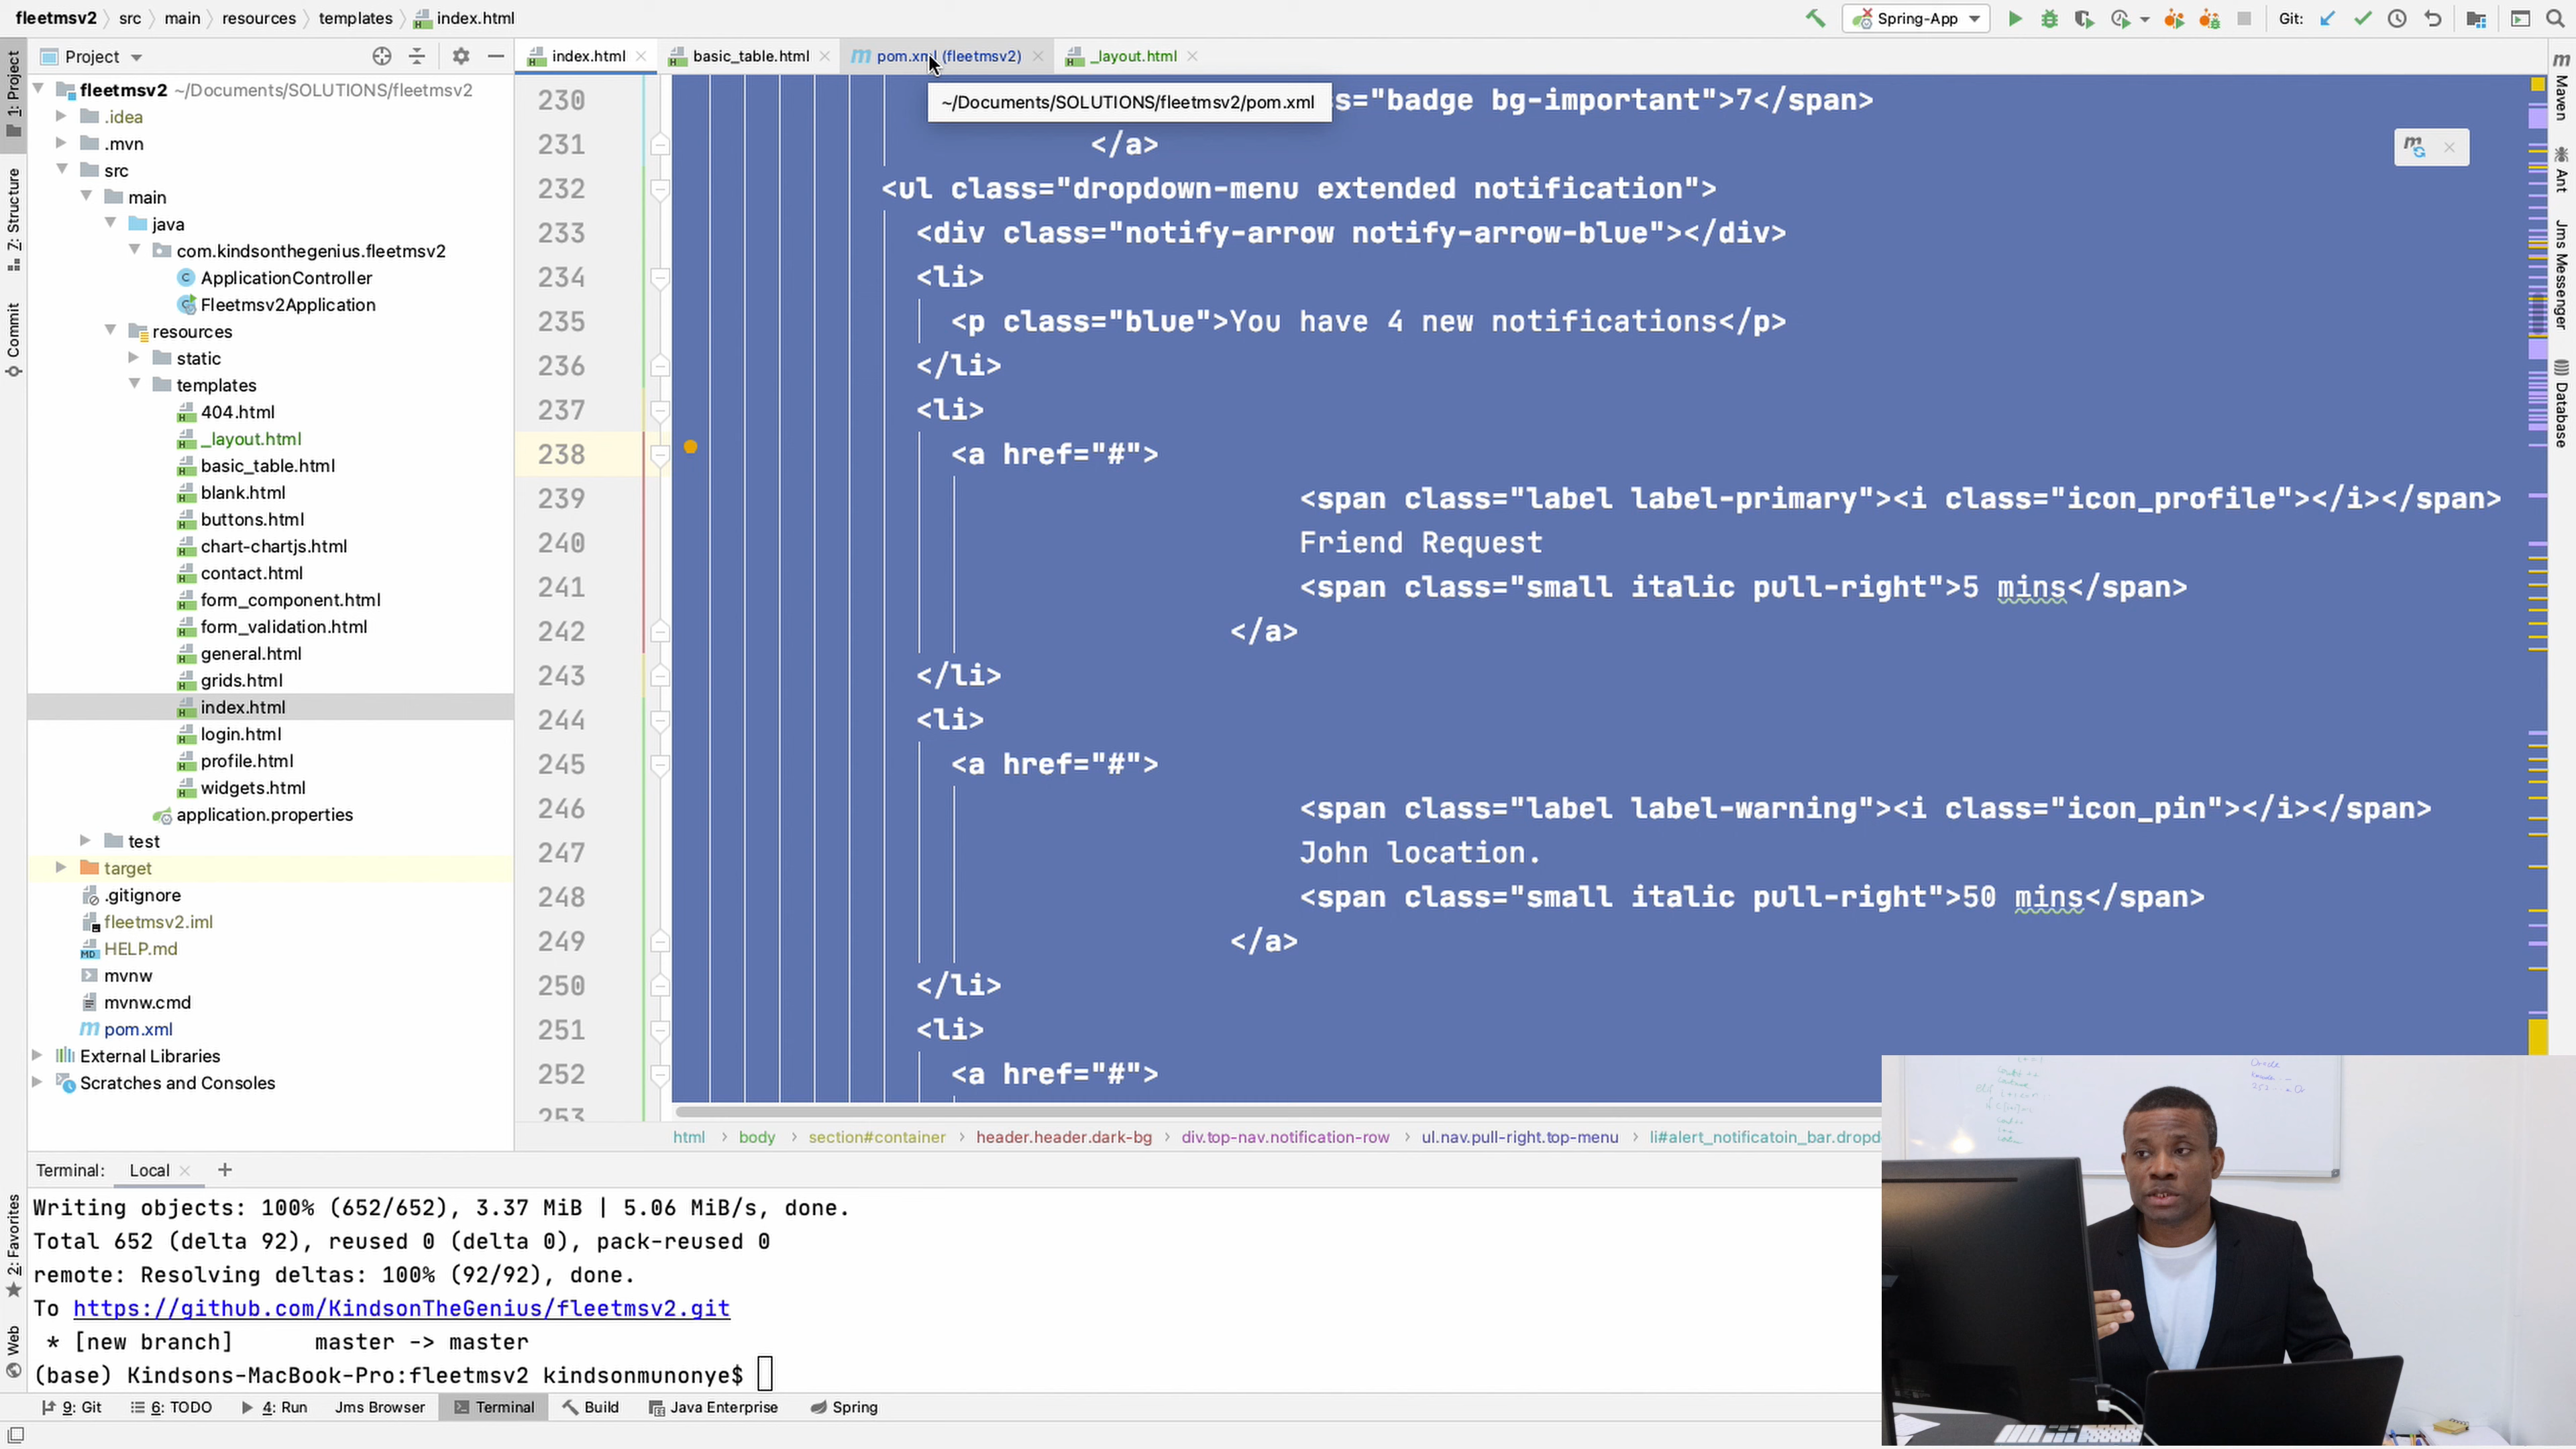 fleetmsv2 src main resources templates index.html
Spring-App
Git:
Project
index.html
basic_table.html
pom.xml (fleetmsv2)
_layout.html
~/Documents/SOLUTIONS/fleetmsv2/pom.xml
1: Project
7: Structure
Commit
2: Favorites
Web
fleetmsv2 ~/Documents/SOLUTIONS/fleetmsv2
.idea
.mvn
src
main
java
com.kindsonthegenius.fleetmsv2
ApplicationController
Fleetmsv2Application
resources
static
templates
404.html
_layout.html
basic_table.html
blank.html
buttons.html
chart-chartjs.html
contact.html
form_component.html
form_validation.html
general.html
grids.html
index.html
login.html
profile.html
widgets.html
application.properties
test
target
.gitignore
fleetmsv2.iml
HELP.md
mvnw
mvnw.cmd
pom.xml
External Libraries
Scratches and Consoles
230 ss="badge bg-important">7</span>
231 </a>
232 <ul class="dropdown-menu extended notification">
233 <div class="notify-arrow notify-arrow-blue"></div>
234 <li>
235 <p class="blue">You have 4 new notifications</p>
236 </li>
237 <li>
238 <a href="#">
239 <span class="label label-primary"><i class="icon_profile"></i></span>
240 Friend Request
241 <span class="small italic pull-right">5 mins</span>
242 </a>
243 </li>
244 <li>
245 <a href="#">
246 <span class="label label-warning"><i class="icon_pin"></i></span>
247 John location.
248 <span class="small italic pull-right">50 mins</span>
249 </a>
250 </li>
251 <li>
252 <a href="#">
253
Maven
Ant
Jms Messenger
Database
html body section#container header.header.dark-bg div.top-nav.notification-row ul.nav.pull-right.top-menu li#alert_notificatoin_bar.dropd
Terminal: Local
Writing objects: 100% (652/652), 3.37 MiB | 5.06 MiB/s, done.
Total 652 (delta 92), reused 0 (delta 0), pack-reused 0
remote: Resolving deltas: 100% (92/92), done.
To https://github.com/KindsonTheGenius/fleetmsv2.git
* [new branch] master -> master
(base) Kindsons-MacBook-Pro:fleetmsv2 kindsonmunonye$
9: Git 6: TODO 4: Run Jms Browser Terminal Build Java Enterprise Spring